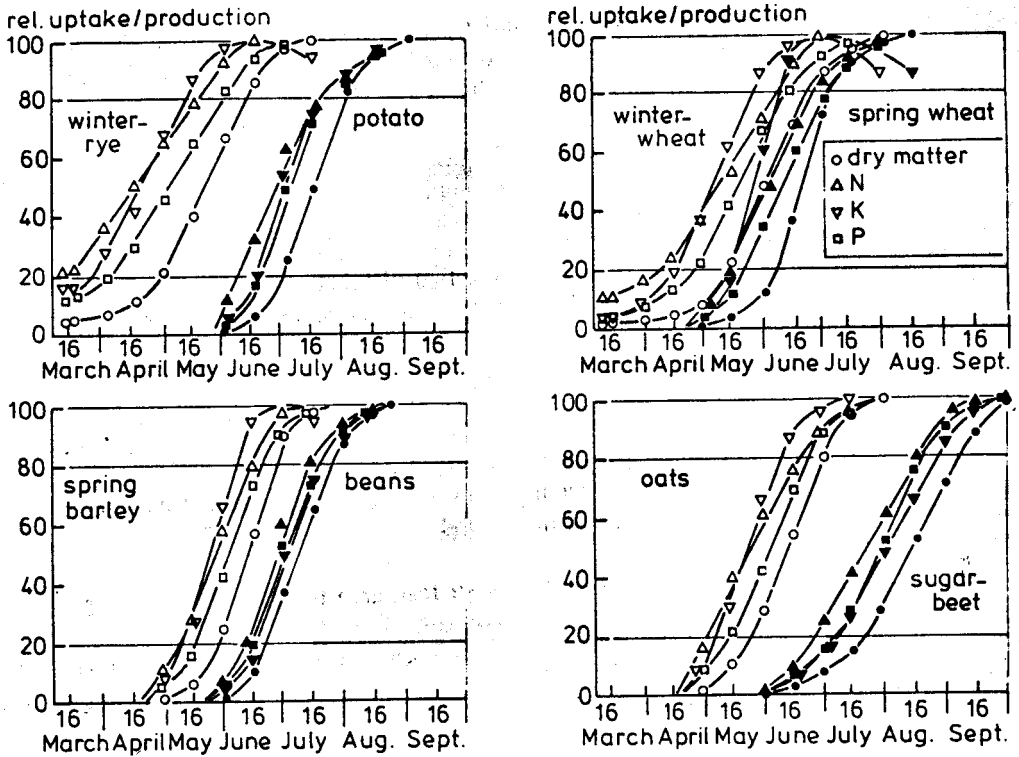 rel. uptake/production
100
80
60
40
20
0
winter-
rye
potato
16 16 16 16 16 16 16
March April May June July Aug. Sept.
rel. uptake/production
100
80
60
40
20
0
winter-
wheat
spring wheat
dry matter
N
K
P
16 16 16 16 16 16 16
March April May June July Aug. Sept.
100
80
60
40
20
0
spring
barley
beans
16 16 16 16 16 16 16
March April May June July Aug. Sept.
100
80
60
40
20
0
oats
sugar-
beet
16 16 16 16 16 16 16
March April May June July Aug. Sept.